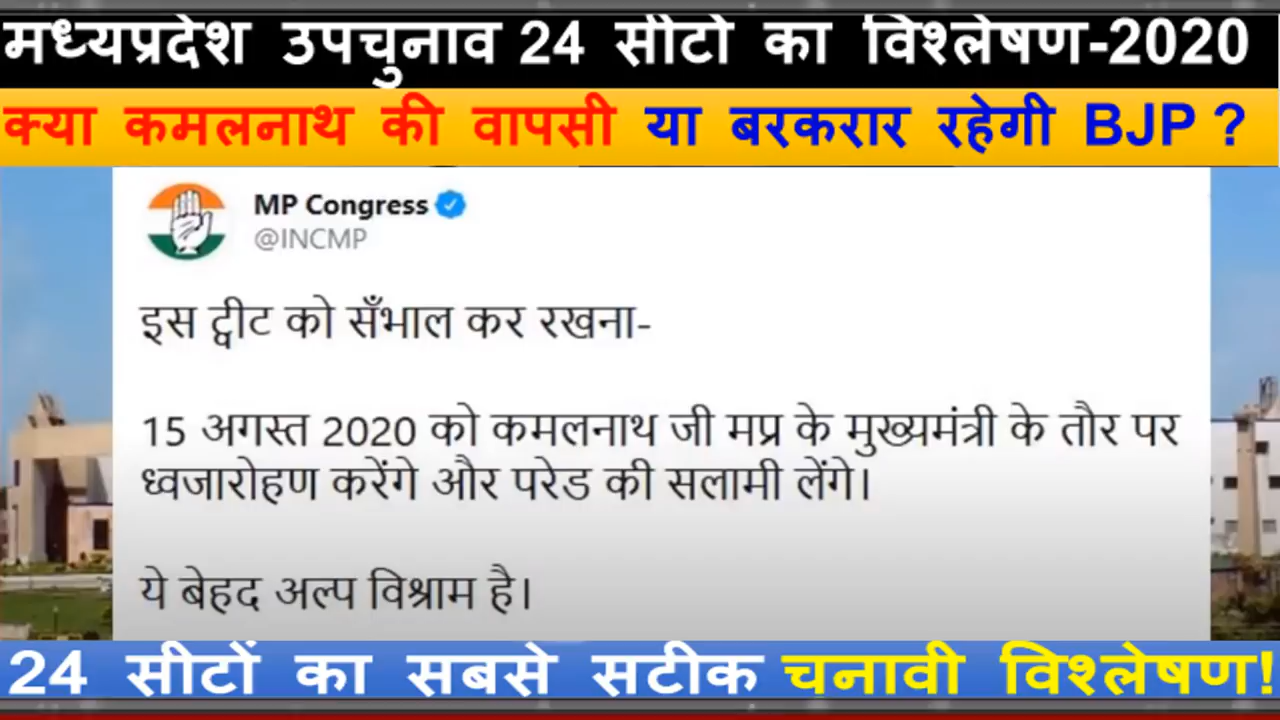 मध्यप्रदेश उपचुनाव 24 सीटो का विश्लेषण-2020
क्या कमलनाथ की वापसी या बरकरार रहेगी BJP ?
MP Congress
@INCMP
इस ट्वीट को सँभाल कर रखना-
15 अगस्त 2020 को कमलनाथ जी मप्र के मुख्यमंत्री के तौर पर
ध्वजारोहण करेंगे और परेड की सलामी लेंगे।
ये बेहद अल्प विश्राम है।
24 सीटों का सबसे सटीक चनावी विश्लेषण!